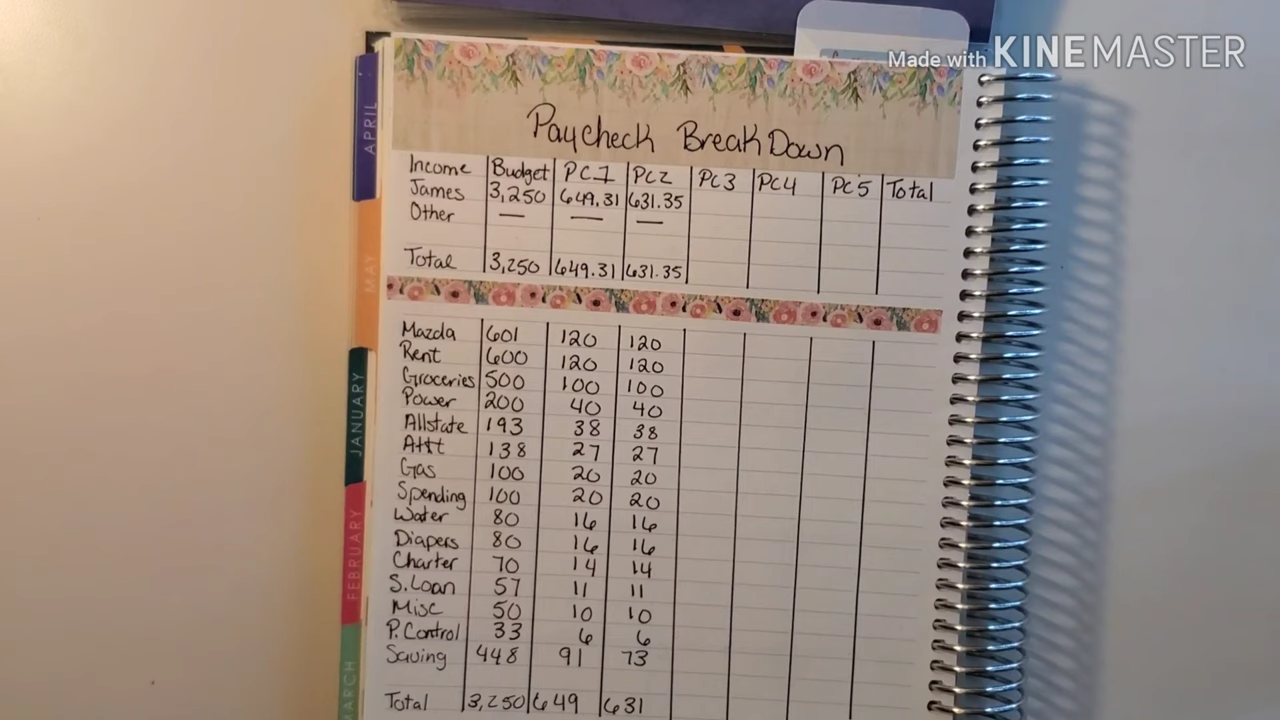 Made with KINEMASTER
Paycheck BreakDown
Income Budget PC1 PC2 PC3 PC4 PC5 Total
James 3,250 649.31 631.35
Other — — —
Total 3,250 649.31 631.35
Mazda 601 120 120
Rent 600 120 120
Groceries 500 100 100
Power 200 40 40
Allstate 193 38 38
At&t 138 27 27
Gas 100 20 20
Spending 100 20 20
Water 80 16 16
Diapers 80 16 16
Charter 70 14 14
S.Loan 57 11 11
Misc 50 10 10
P.Control 33 6 6
Saving 448 91 73
Total 3,250 649 631
APRIL
MAY
JANUARY
FEBRUARY
MARCH